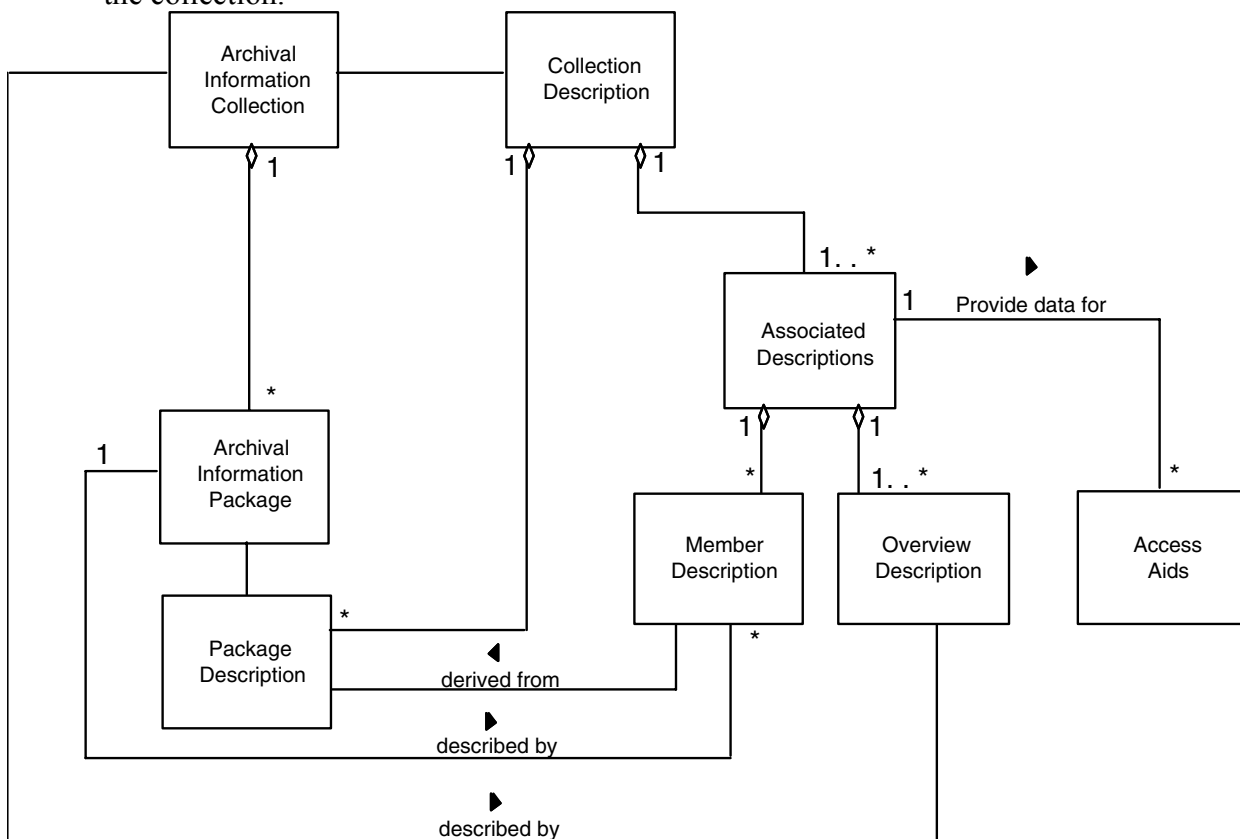 the collection.
Archival
Information
Collection
Collection
Description
1
1
1
1. . *
Provide data for
1
Associated
Descriptions
*
1
1
*
1. . *
*
Archival
Information
Package
1
Member
Description
Overview
Description
Access
Aids
*
*
Package
Description
derived from
described by
described by